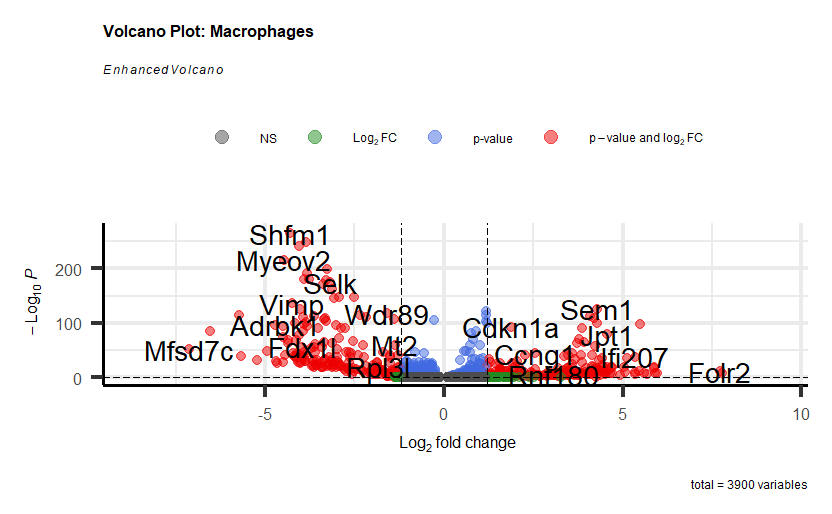 Volcano Plot: Macrophages
EnhancedVolcano
NS
Log₂ FC
p-value
p − value and log₂ FC
− Log₁₀ P
200
100
0
Shfm1
Myeov2
Selk
Vimp
Wdr89
Adrbk1
Mt2
Mfsd7c
Fdx1l
Rpl3l
Sem1
Cdkn1a
Jpt1
Ccng1
Ifi207
Rnf180
Folr2
-5
0
5
10
Log₂ fold change
total = 3900 variables